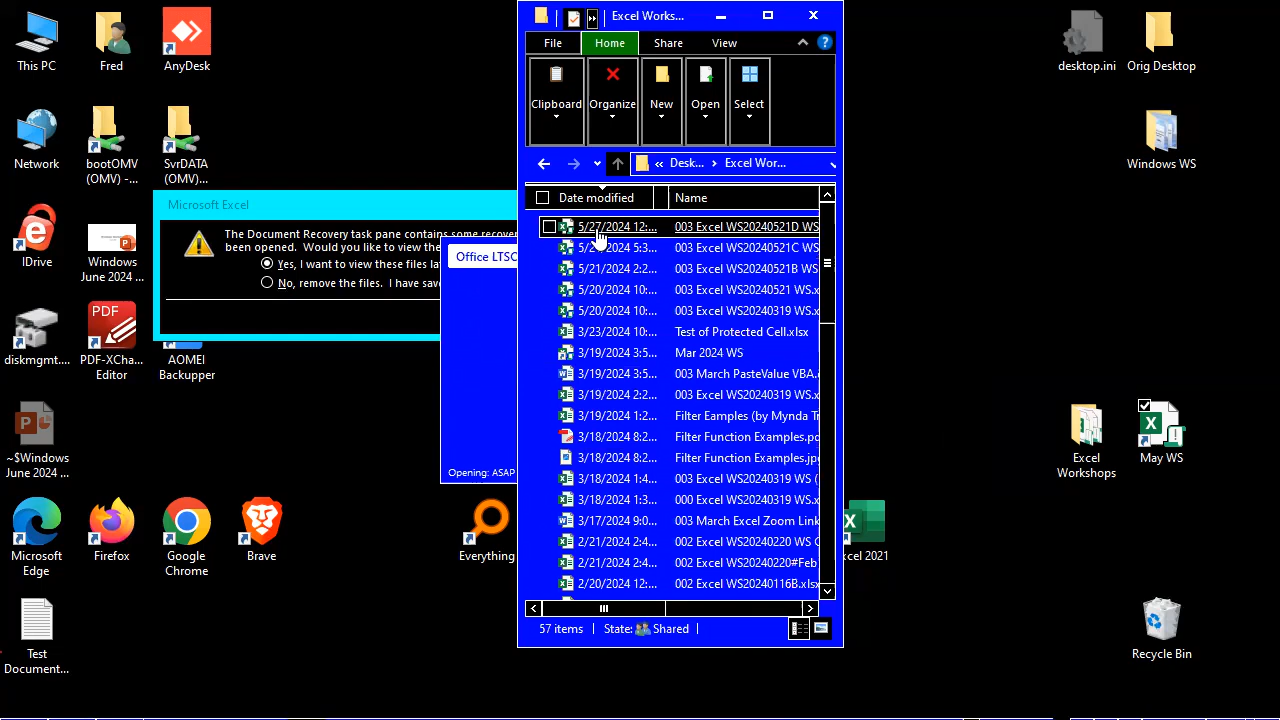 This PC
Fred
AnyDesk
Network
bootOMV
(OMV) -...
SvrDATA
(OMV)...
IDrive
Windows
June 2024 ...
diskmgmt....
PDF
PDF-XCha...
Editor
AOMEI
Backupper
~$Windows
June 2024 ...
Microsoft
Edge
Firefox
Google
Chrome
Brave
Test
Document...
Microsoft Excel
The Document Recovery task pane contains some recove
been opened. Would you like to view the
Yes, I want to view these files la
No, remove the files. I have save
Office LTSC
Opening: ASAP
Everything
Excel Works...
File
Home
Share
View
Clipboard
Organize
New
Open
Select
« Desk... > Excel Wor...
Date modified
Name
5/27/2024 12:... 003 Excel WS20240521D WS
5/2 /2024 5:3... 003 Excel WS20240521C WS
5/21/2024 2:2... 003 Excel WS20240521B WS
5/20/2024 10:... 003 Excel WS20240521 WS.x
5/20/2024 10:... 003 Excel WS20240319 WS.x
3/23/2024 10:... Test of Protected Cell.xlsx
3/19/2024 3:5... Mar 2024 WS
3/19/2024 3:5... 003 March PasteValue VBA.
3/19/2024 2:2... 003 Excel WS20240319 WS.x
3/19/2024 1:2... Filter Eamples (by Mynda Tr
3/18/2024 8:2... Filter Function Examples.pd
3/18/2024 8:2... Filter Function Examples.jpg
3/18/2024 1:4... 003 Excel WS20240319 WS (
3/18/2024 1:3... 000 Excel WS20240319 WS.x
3/17/2024 9:0... 003 March Excel Zoom Link
2/21/2024 2:4... 002 Excel WS20240220 WS C
2/21/2024 2:4... 002 Excel WS20240220#Feb
2/20/2024 12:... 002 Excel WS20240116B.xlsx
57 items
State: Shared
xcel 2021
desktop.ini
Orig Desktop
Windows WS
Excel
Workshops
May WS
Recycle Bin